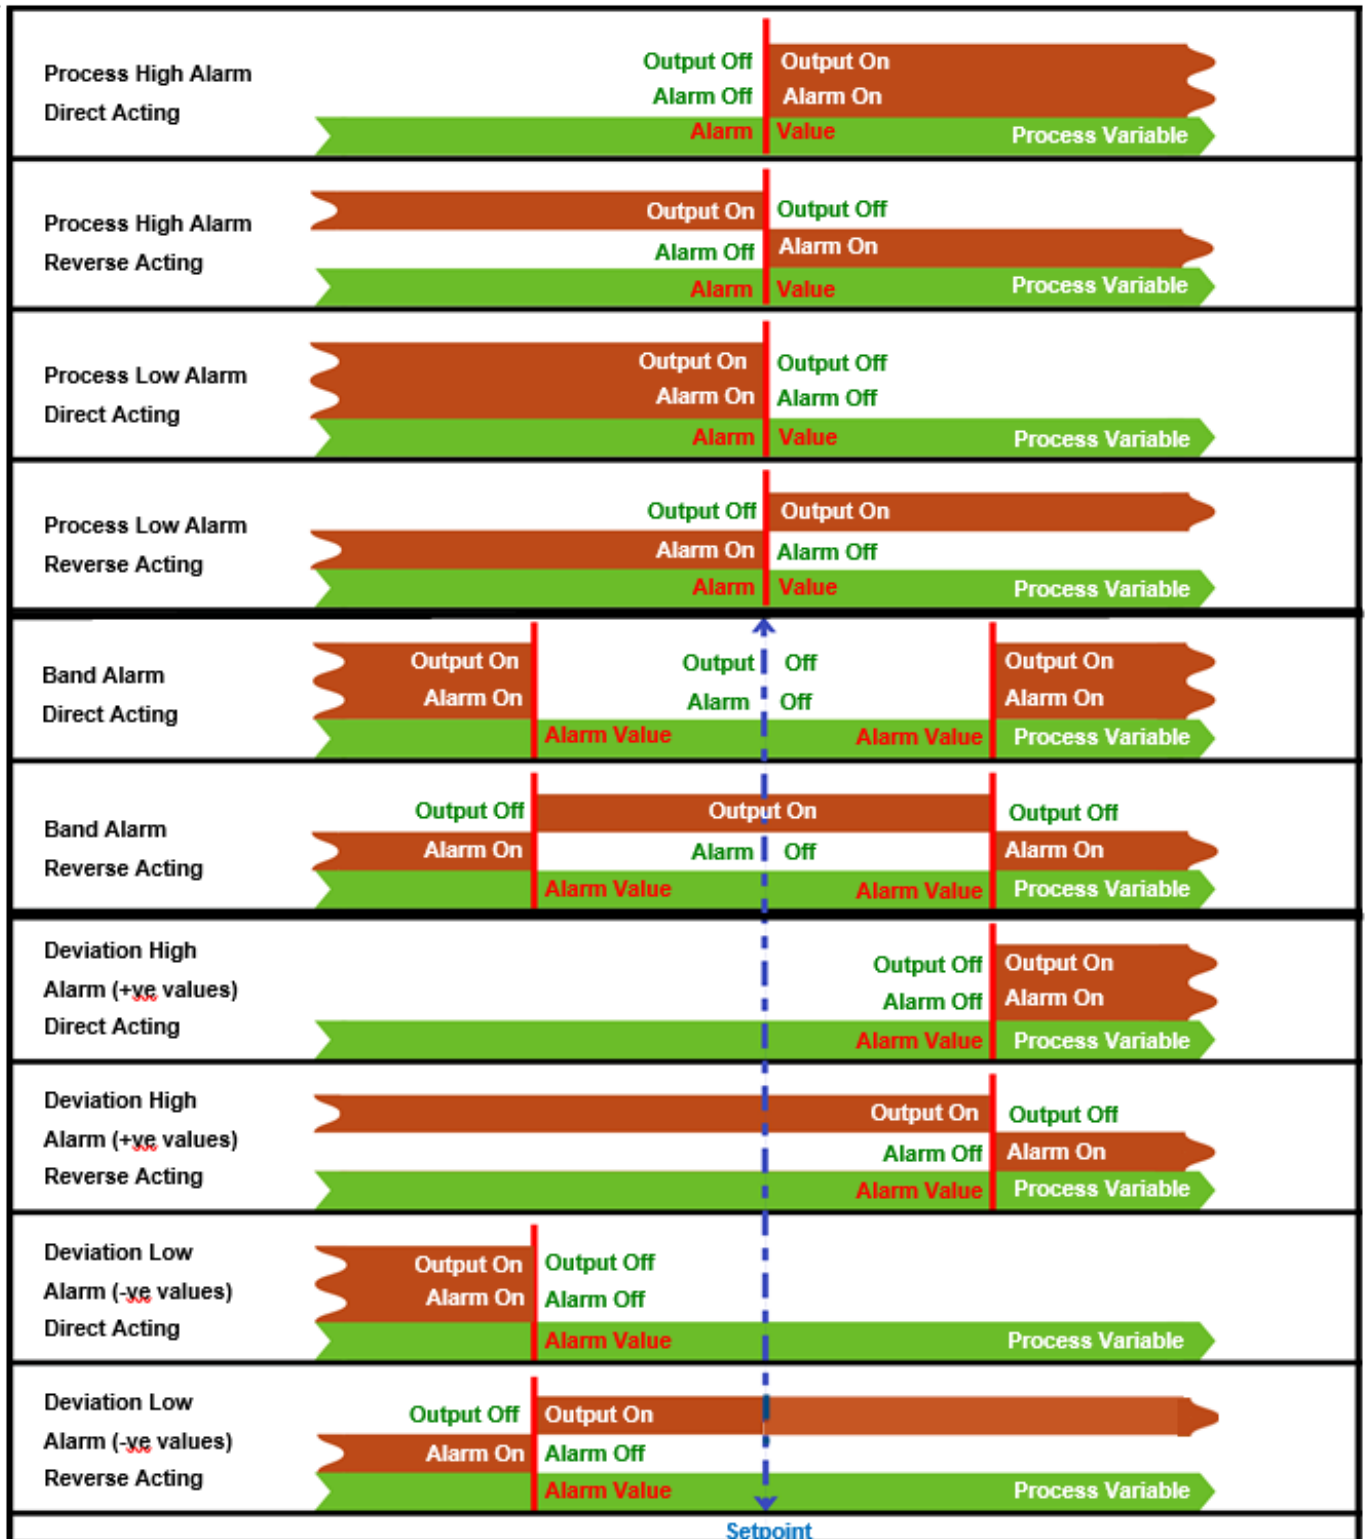 Process High Alarm
Direct Acting
Output Off Output On
Alarm Off Alarm On
Alarm Value Process Variable
Process High Alarm
Reverse Acting
Output On Output Off
Alarm Off Alarm On
Alarm Value Process Variable
Process Low Alarm
Direct Acting
Output On Output Off
Alarm On Alarm Off
Alarm Value Process Variable
Process Low Alarm
Reverse Acting
Output Off Output On
Alarm On Alarm Off
Alarm Value Process Variable
Band Alarm
Direct Acting
Output On Output Off Output On
Alarm On Alarm Off Alarm On
Alarm Value Alarm Value Process Variable
Band Alarm
Reverse Acting
Output Off Output On Output Off
Alarm On Alarm Off Alarm On
Alarm Value Alarm Value Process Variable
Deviation High
Alarm (+ve values)
Direct Acting
Output Off Output On
Alarm Off Alarm On
Alarm Value Process Variable
Deviation High
Alarm (+ve values)
Reverse Acting
Output On Output Off
Alarm Off Alarm On
Alarm Value Process Variable
Deviation Low
Alarm (-ve values)
Direct Acting
Output On Output Off
Alarm On Alarm Off
Alarm Value Process Variable
Deviation Low
Alarm (-ve values)
Reverse Acting
Output Off Output On
Alarm On Alarm Off
Alarm Value Process Variable
Setpoint